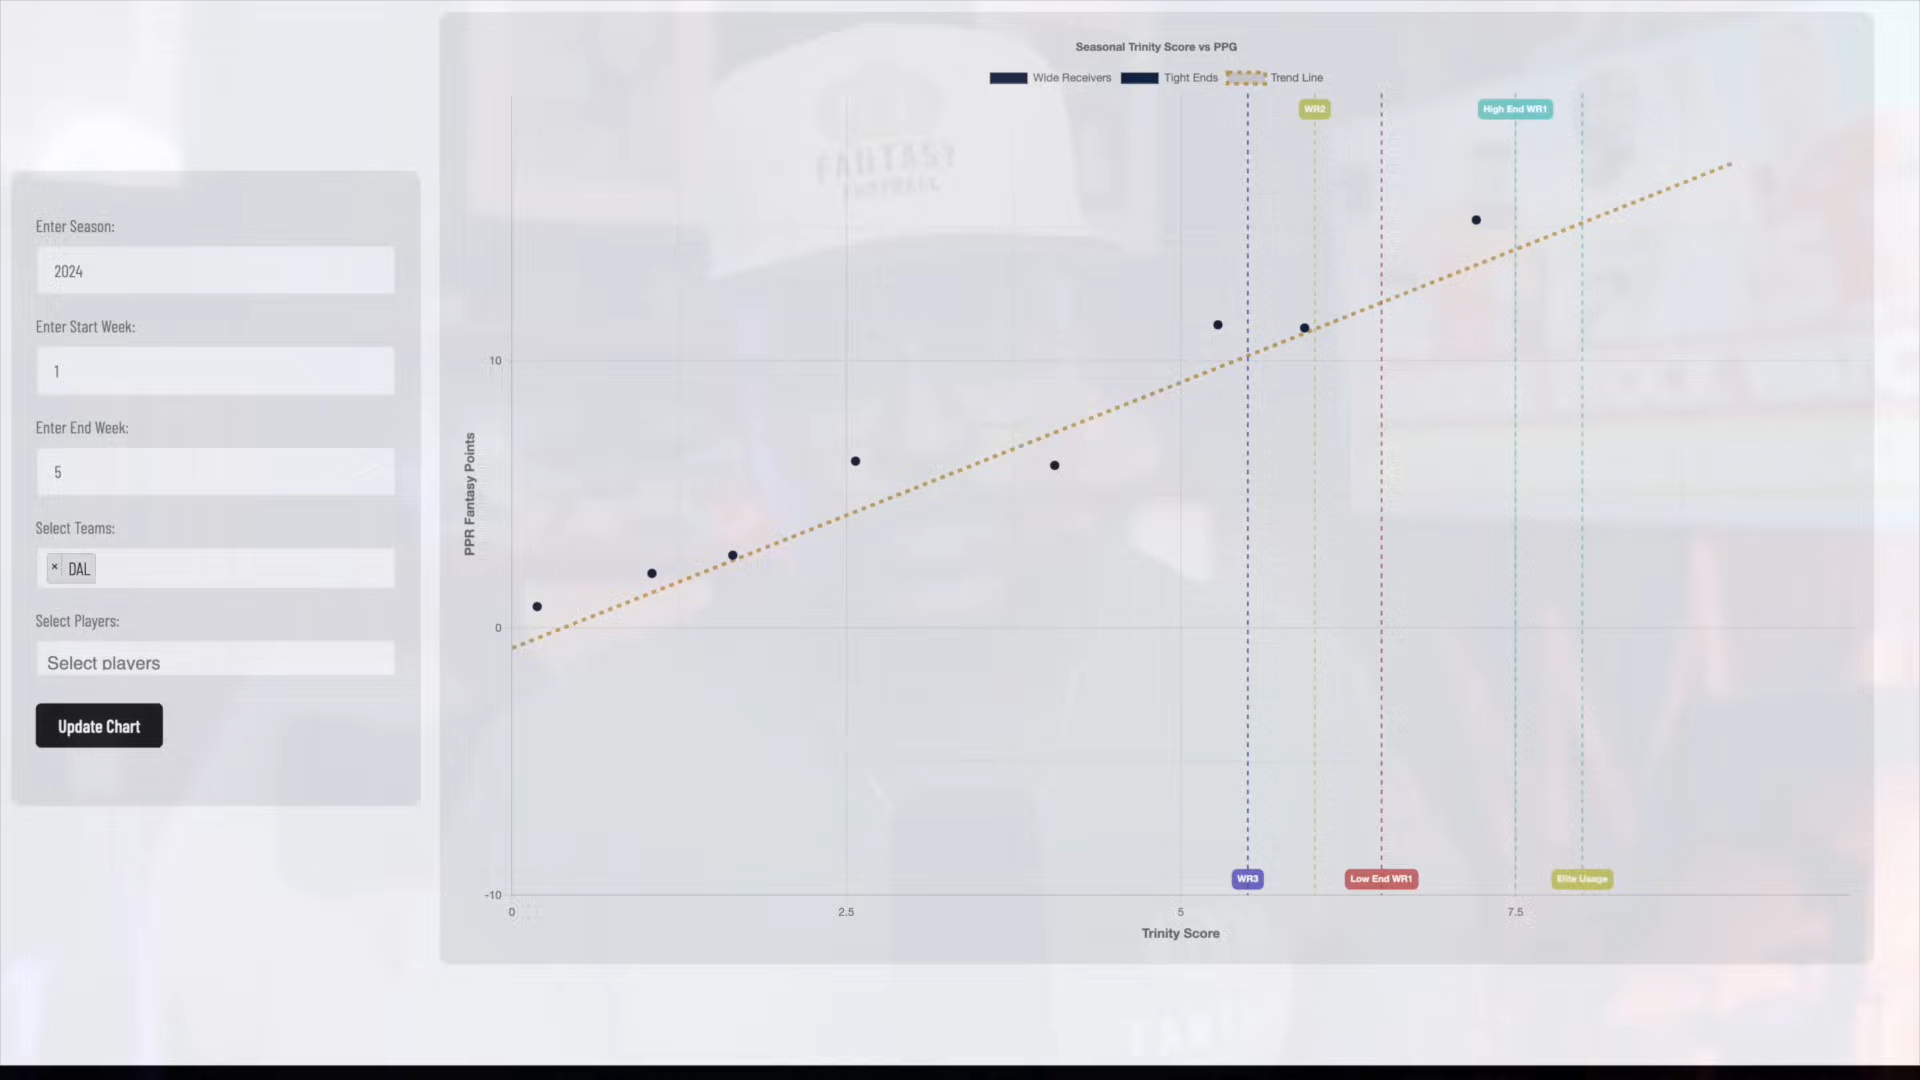 Seasonal Trinity Score vs PPG
Wide Receivers Tight Ends Trend Line
WR2 High End WR1
FANTASY
FOOTBALL
Enter Season:
2024
Enter Start Week:
1
Enter End Week:
5
Select Teams:
× DAL
Select Players:
Select players
Update Chart
PPR Fantasy Points
10
0
-10
WR3 Low End WR1 Elite Usage
0 2.5 5 7.5
Trinity Score